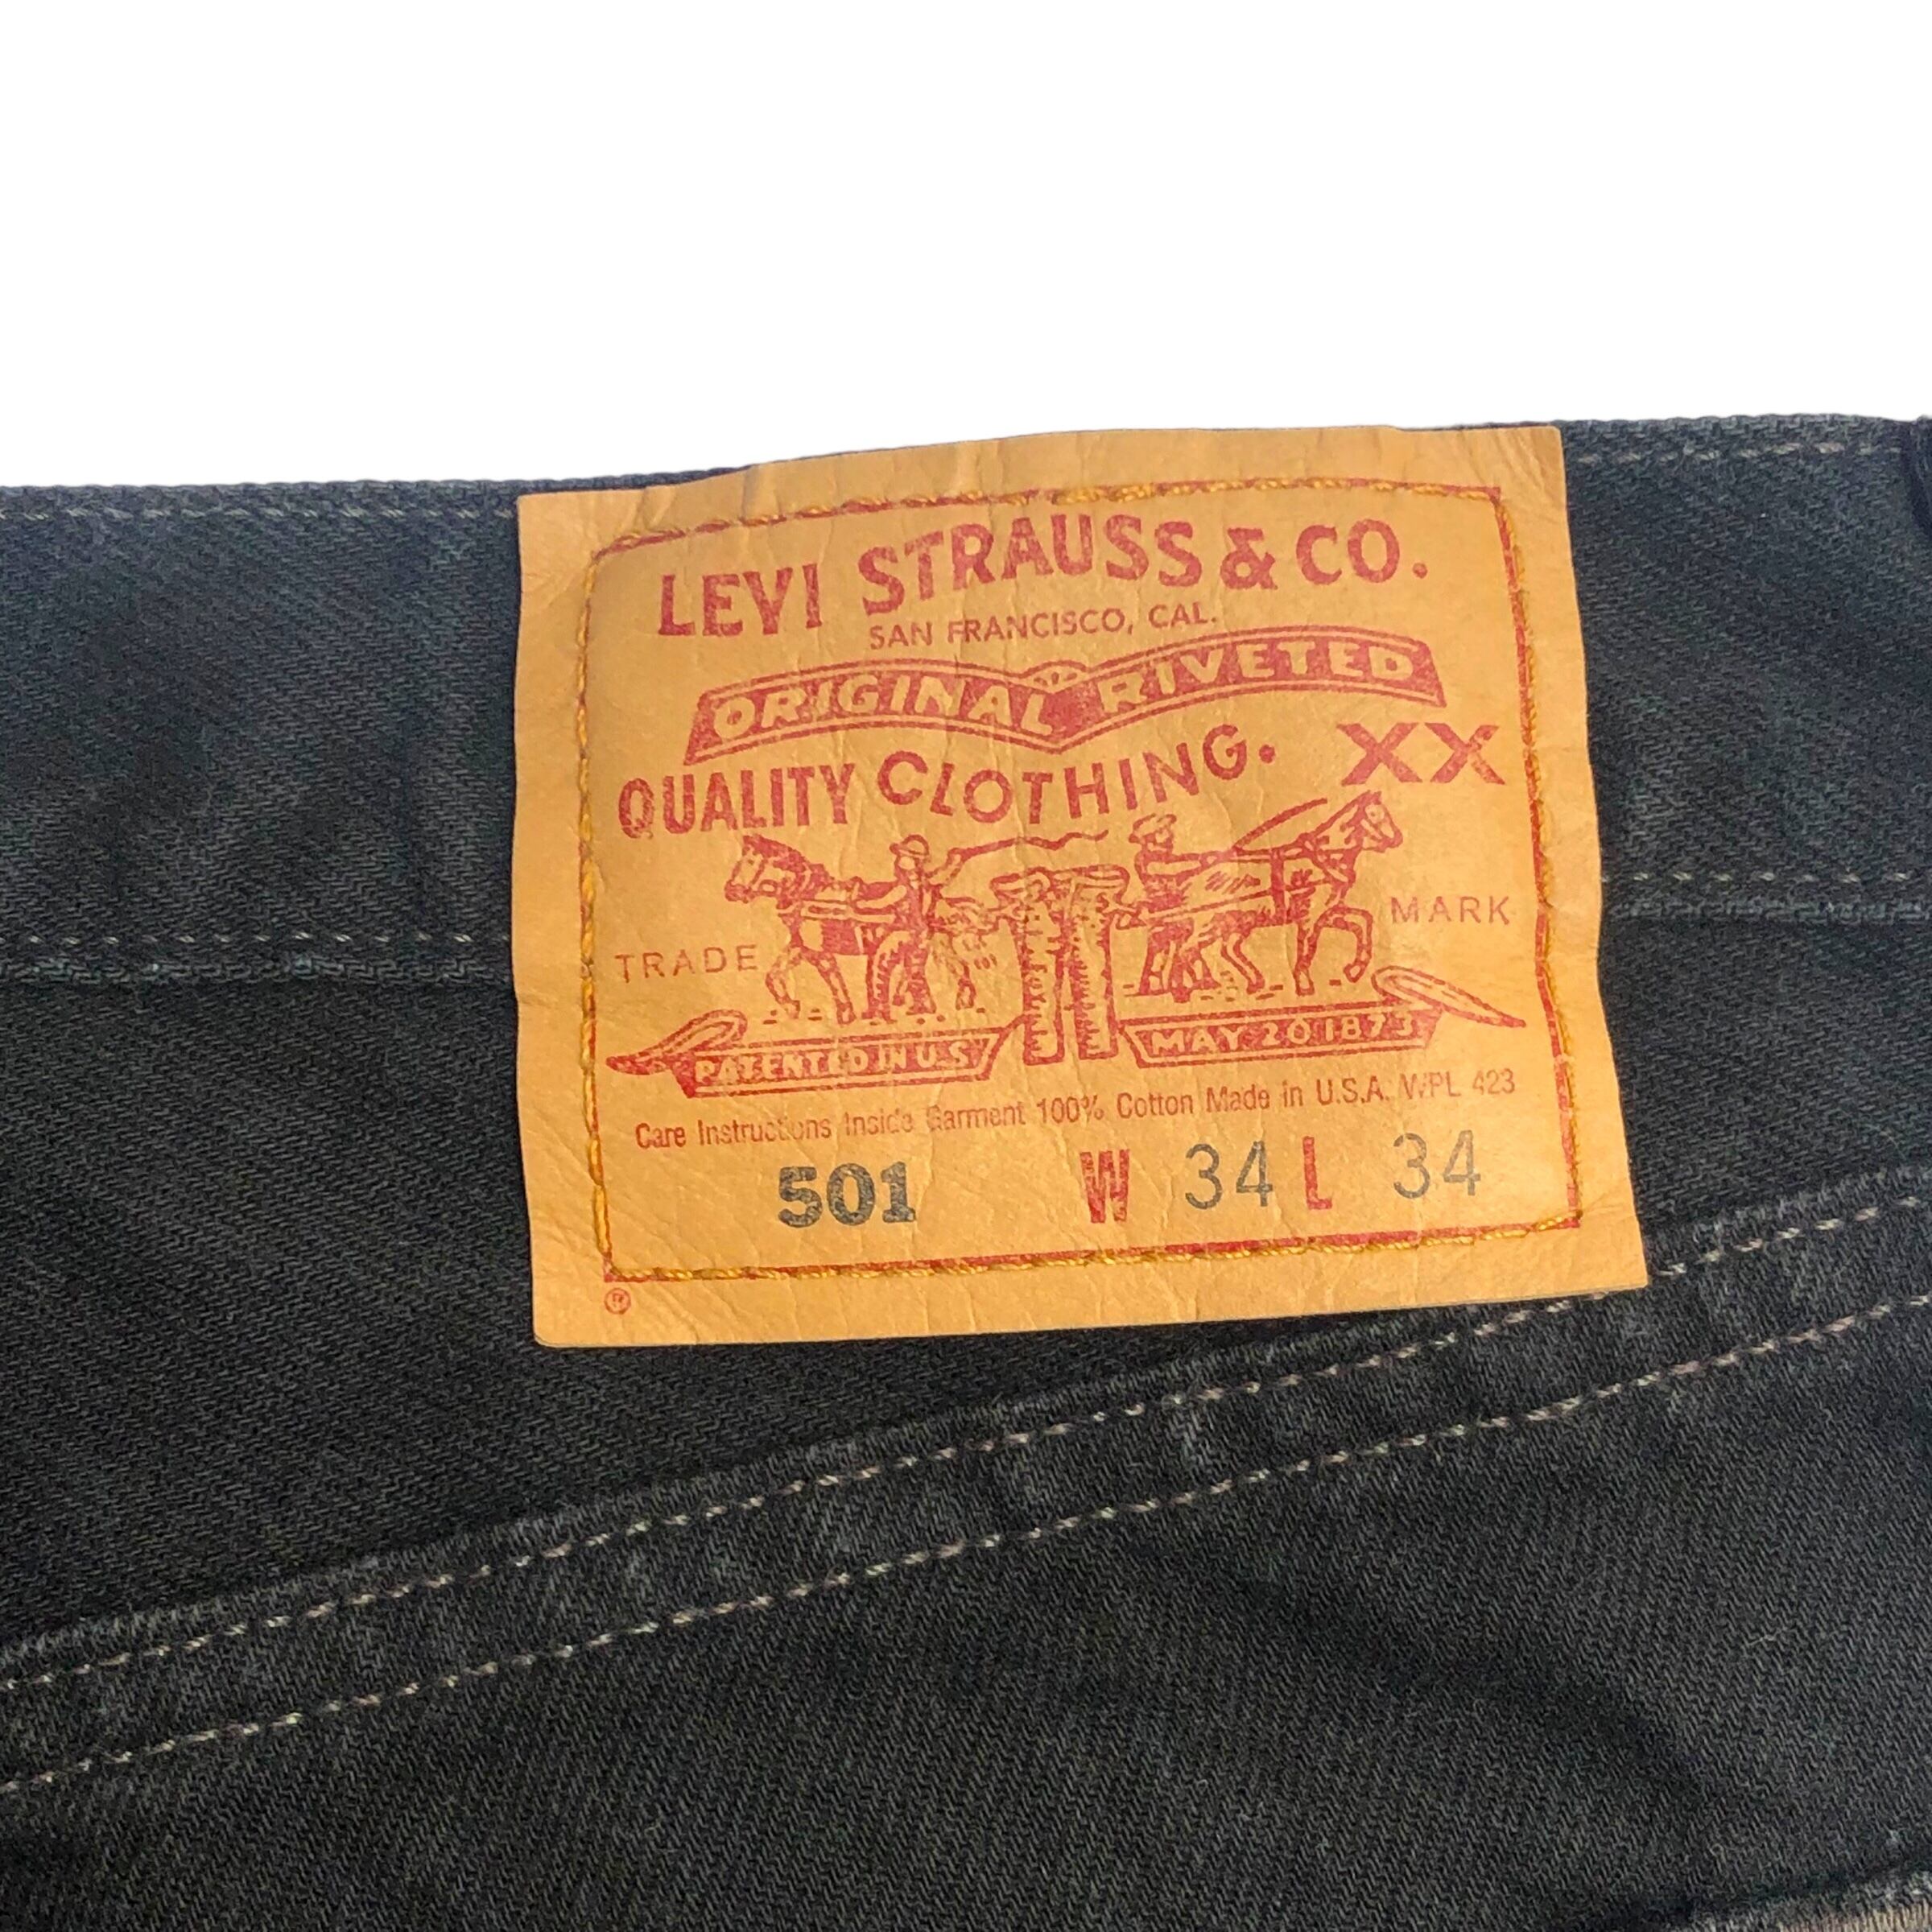 LEVI STRAUSS & CO.
SAN FRANCISCO, CAL.
ORIGINAL RIVETED
QUALITY CLOTHING. XX
TRADE MARK
PATENTED IN U.S. MAY 20 1873
Care Instructions Inside Garment 100% Cotton Made in U.S.A. WPL 423
501 W 34 L 34
®